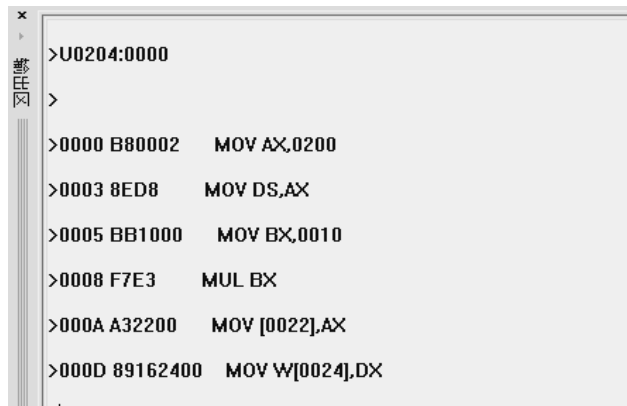 ×
>U0204:0000
>
>0000 B80002 MOV AX,0200
>0003 8ED8 MOV DS,AX
>0005 BB1000 MOV BX,0010
>0008 F7E3 MUL BX
>000A A32200 MOV [0022],AX
>000D 89162400 MOV W[0024],DX